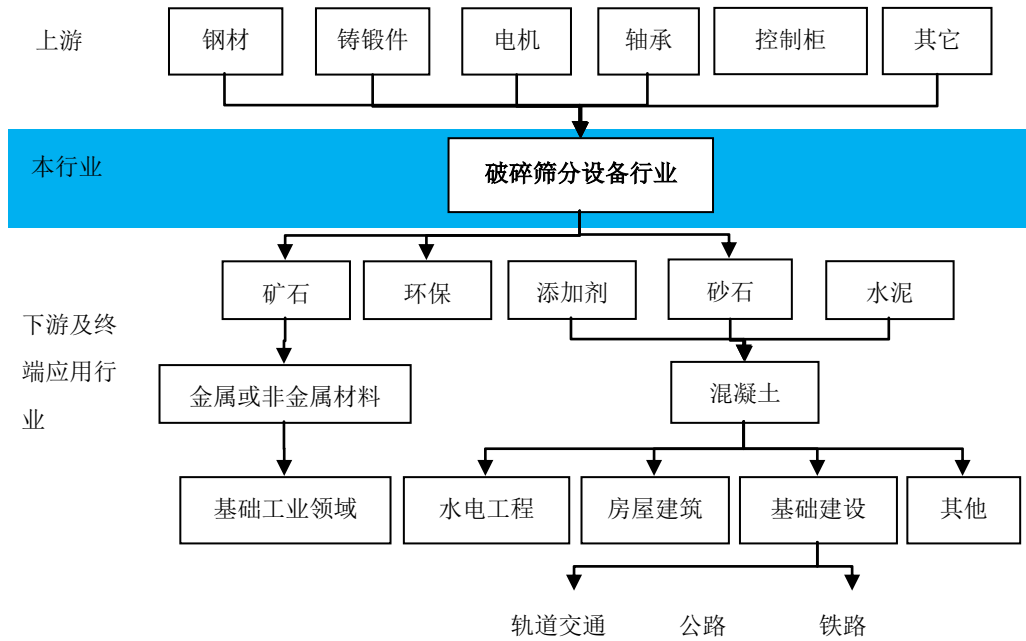 上游
钢材
铸锻件
电机
轴承
控制柜
其它
本行业
破碎筛分设备行业
矿石
环保
添加剂
砂石
水泥
下游及终
端应用行
业
金属或非金属材料
混凝土
基础工业领域
水电工程
房屋建筑
基础建设
其他
轨道交通
公路
铁路